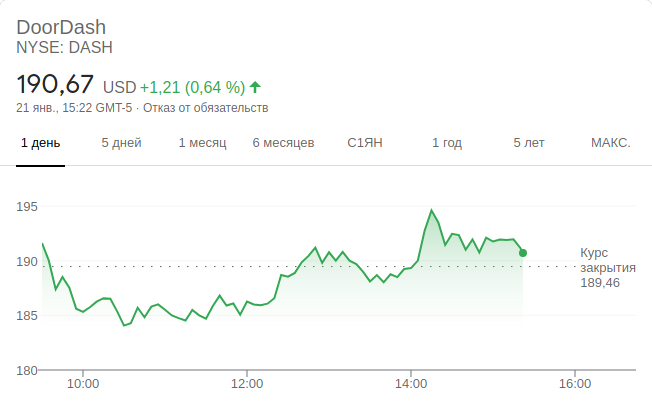 DoorDash
NYSE: DASH
190,67 USD +1,21 (0,64 %)
21 янв., 15:22 GMT-5 · Отказ от обязательств
1 день 5 дней 1 месяц 6 месяцев С1ЯН 1 год 5 лет МАКС.
195
190
185
180
Курс
закрытия
189,46
10:00 12:00 14:00 16:00